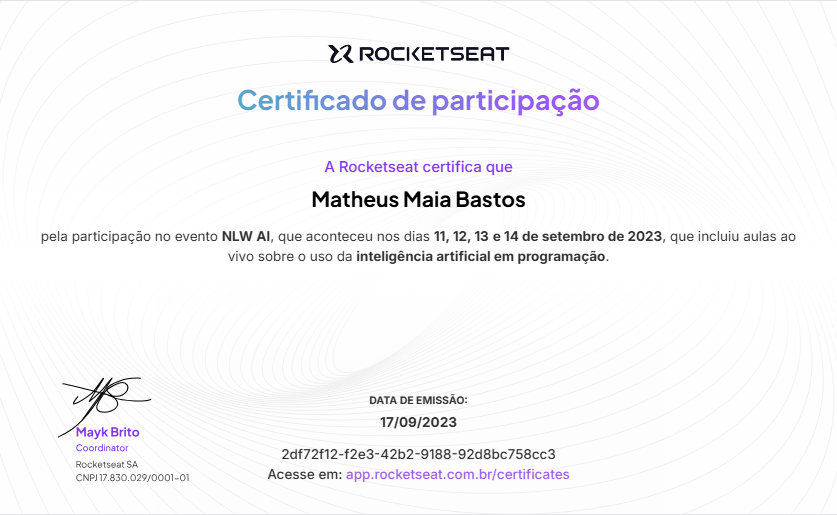 ROCKETSEAT
Certificado de participação
A Rocketseat certifica que
Matheus Maia Bastos
pela participação no evento NLW AI, que aconteceu nos dias 11, 12, 13 e 14 de setembro de 2023, que incluiu aulas ao
vivo sobre o uso da inteligência artificial em programação.
Mayk Brito
Coordinator
Rocketseat SA
CNPJ 17.830.029/0001-01
DATA DE EMISSÃO:
17/09/2023
2df72f12-f2e3-42b2-9188-92d8bc758cc3
Acesse em: app.rocketseat.com.br/certificates